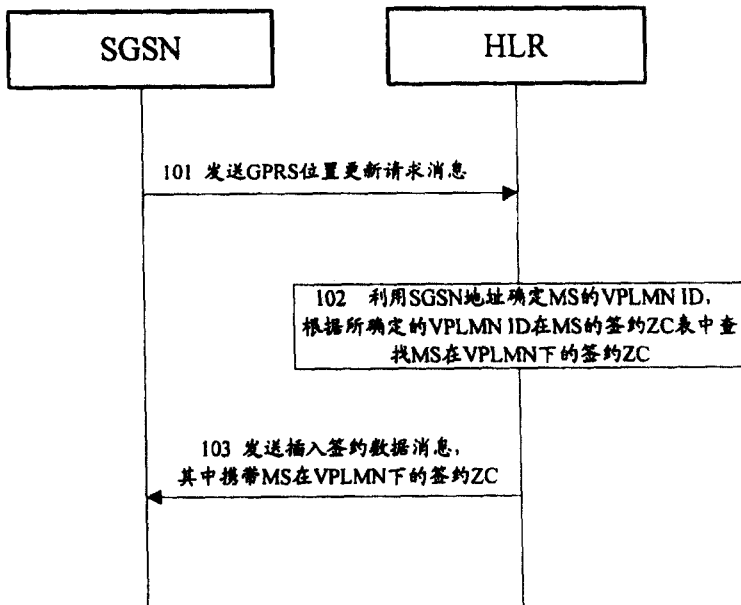 SGSN
HLR
101 发送GPRS位置更新请求消息
102 利用SGSN地址确定MS的VPLMN ID,
根据所确定的VPLMN ID在MS的签约ZC表中查
找MS在VPLMN下的签约ZC
103 发送插入签约数据消息,
其中携带MS在VPLMN下的签约ZC